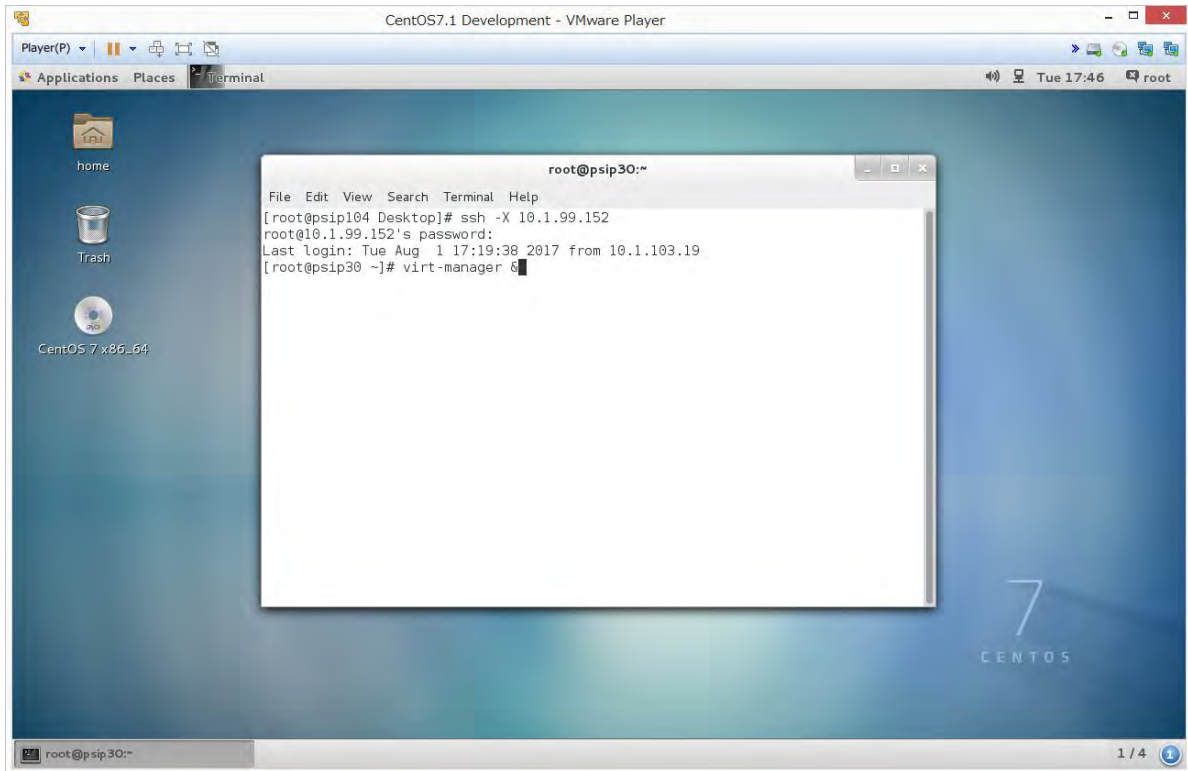 CentOS7.1 Development - VMware Player
Player(P)
Applications Places Terminal Tue 17:46 root
home
Trash
CentOS 7 x86_64
root@psip30:~
File Edit View Search Terminal Help
[root@psip104 Desktop]# ssh -X 10.1.99.152
root@10.1.99.152's password:
Last login: Tue Aug  1 17:19:38 2017 from 10.1.103.19
[root@psip30 ~]# virt-manager &
7
CENTOS
root@psip30:~
1 / 4 1